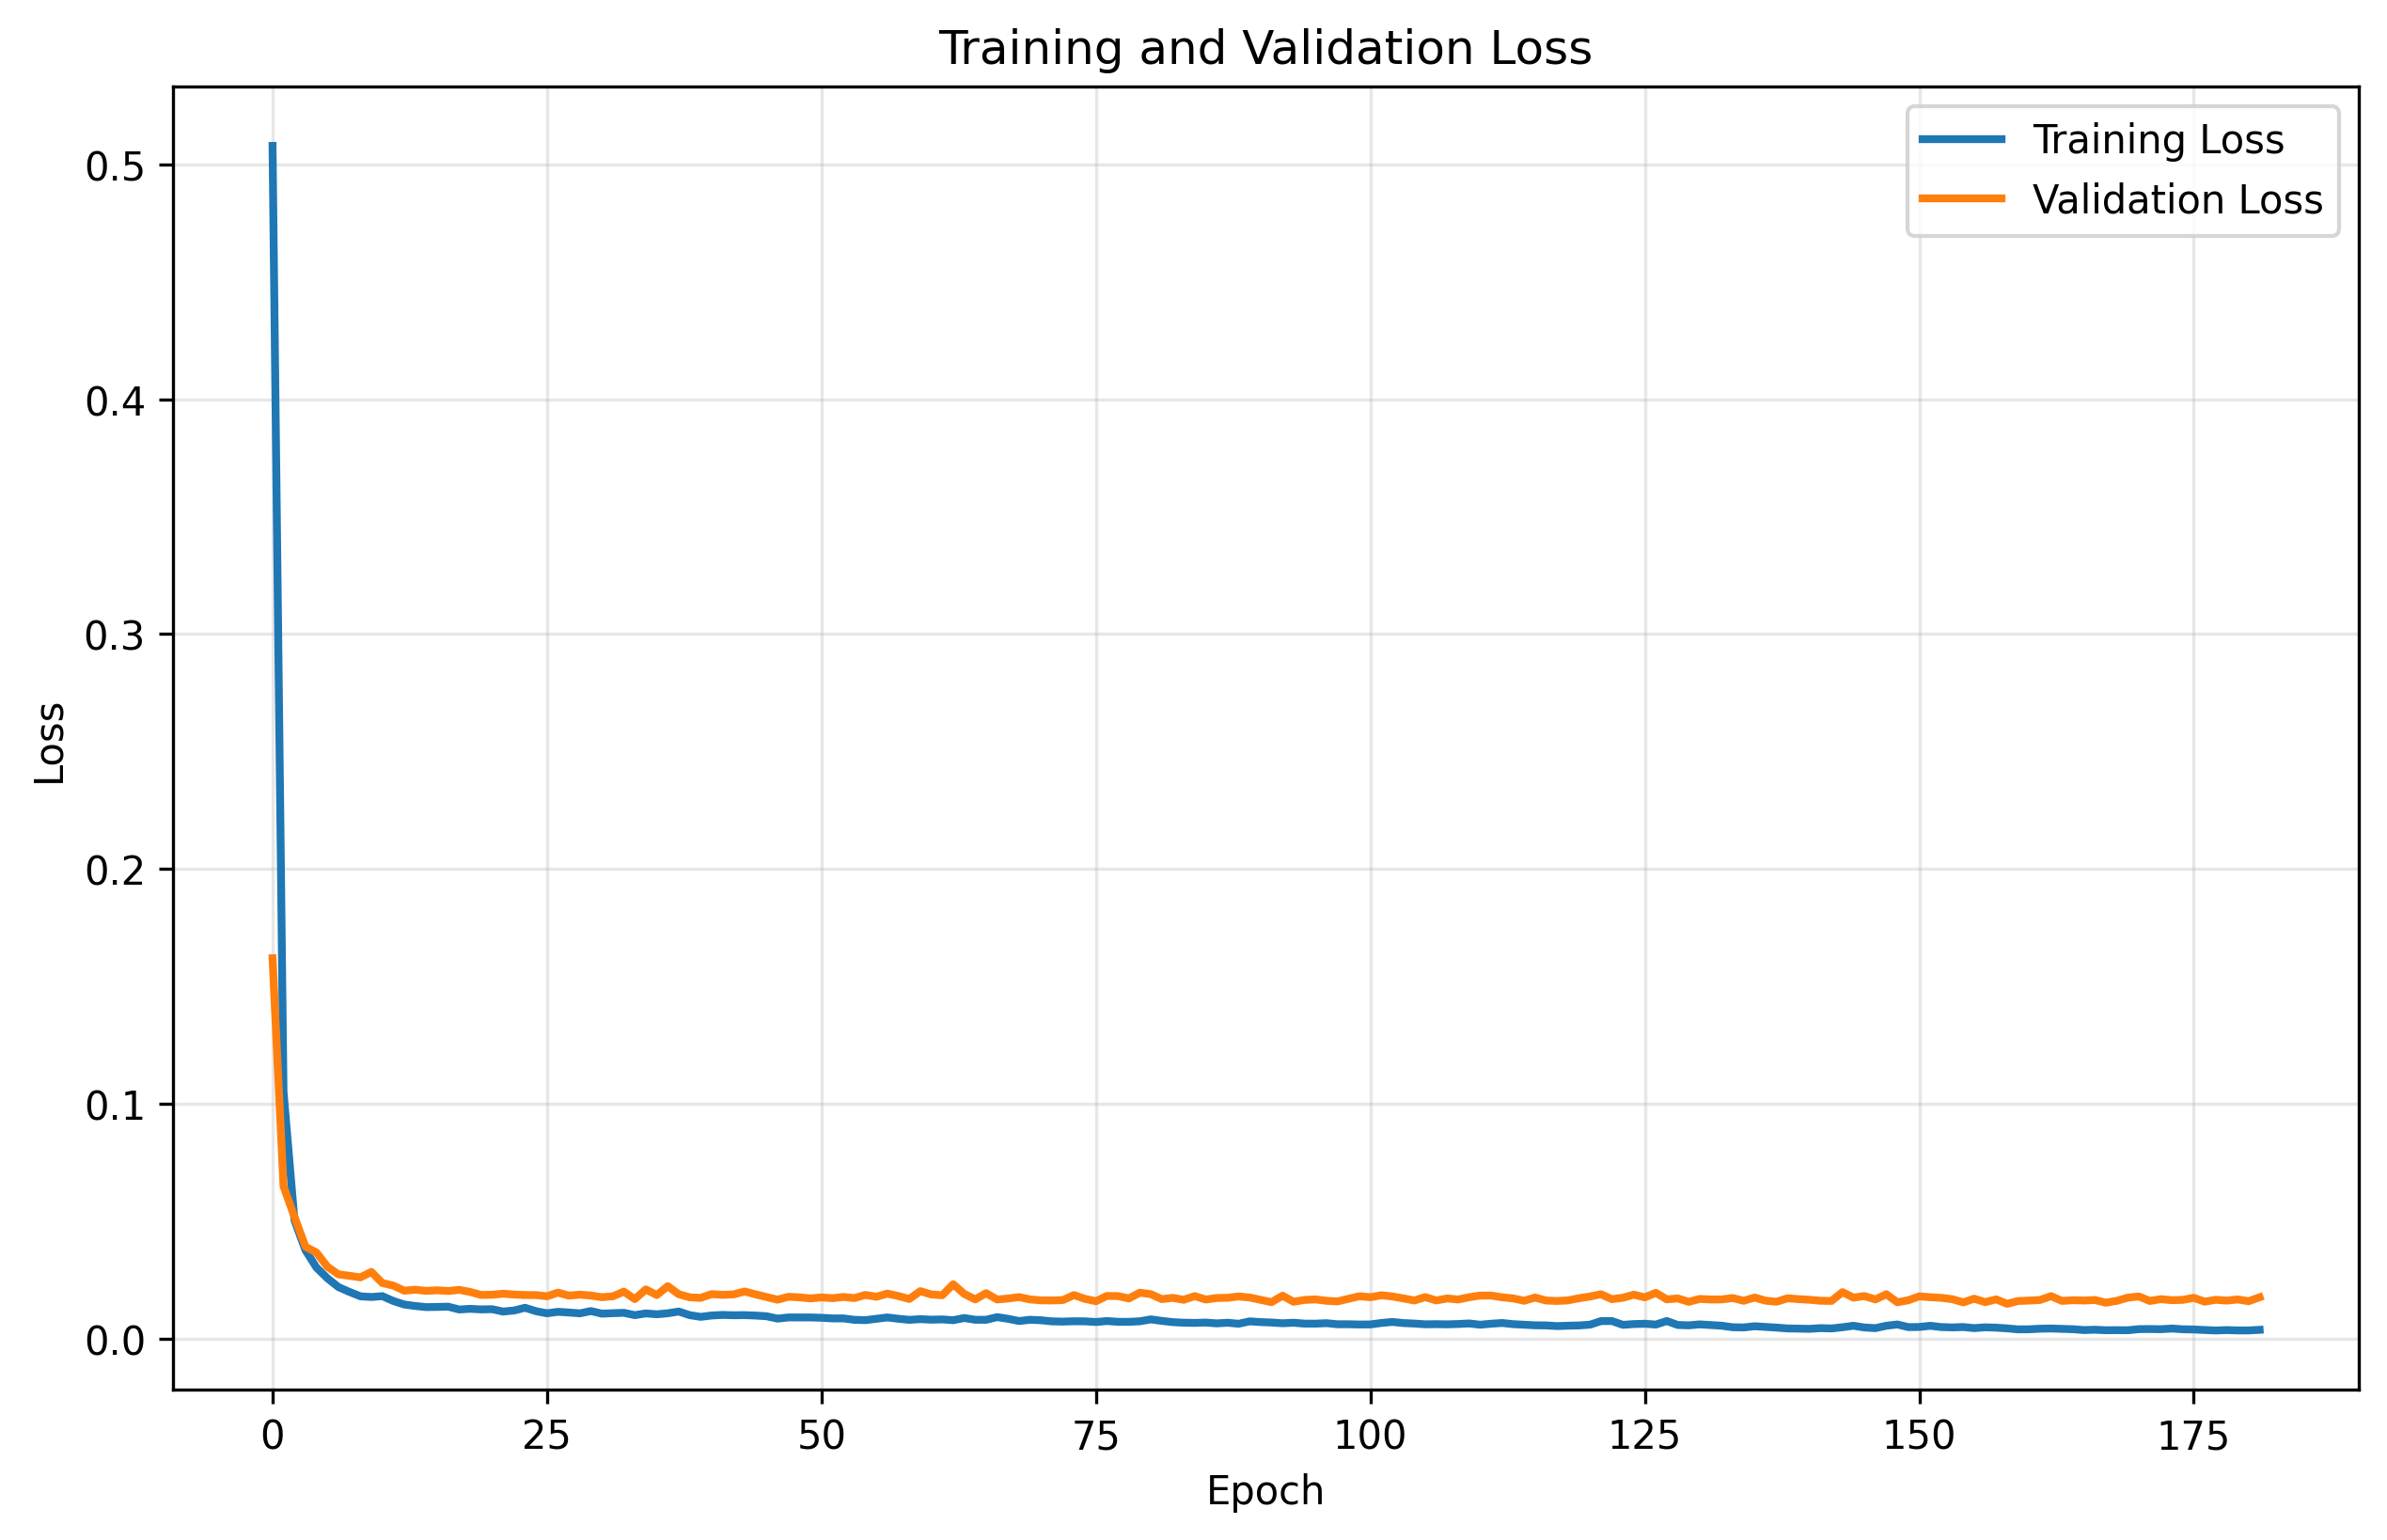 Training and Validation Loss
Training Loss
Validation Loss
0.5
0.4
0.3
0.2
0.1
0.0
Loss
0 25 50 75 100 125 150 175
Epoch